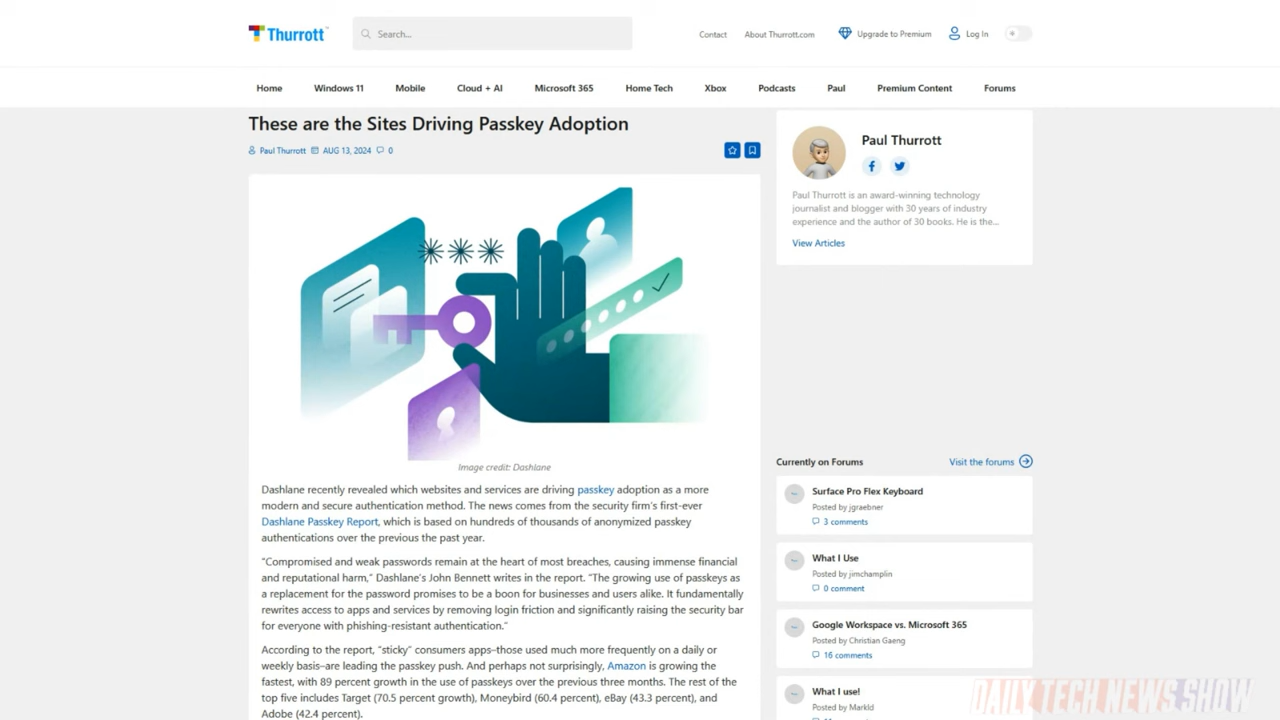 Thurrott
Search...
Contact
About Thurrott.com
Upgrade to Premium
Log In
Home
Windows 11
Mobile
Cloud + AI
Microsoft 365
Home Tech
Xbox
Podcasts
Paul
Premium Content
Forums
These are the Sites Driving Passkey Adoption
Paul Thurrott
AUG 13, 2024
0
Image credit: Dashlane
Dashlane recently revealed which websites and services are driving passkey adoption as a more
modern and secure authentication method. The news comes from the security firm's first-ever
Dashlane Passkey Report, which is based on hundreds of thousands of anonymized passkey
authentications over the previous the past year.
"Compromised and weak passwords remain at the heart of most breaches, causing immense financial
and reputational harm," Dashlane's John Bennett writes in the report. "The growing use of passkeys as
a replacement for the password promises to be a boon for businesses and users alike. It fundamentally
rewrites access to apps and services by removing login friction and significantly raising the security bar
for everyone with phishing-resistant authentication."
According to the report, "sticky" consumers apps–those used much more frequently on a daily or
weekly basis–are leading the passkey push. And perhaps not surprisingly, Amazon is growing the
fastest, with 89 percent growth in the use of passkeys over the previous three months. The rest of the
top five includes Target (70.5 percent growth), Moneybird (60.4 percent), eBay (43.3 percent), and
Adobe (42.4 percent).
Paul Thurrott
Paul Thurrott is an award-winning technology
journalist and blogger with 30 years of industry
experience and the author of 30 books. He is the...
View Articles
Currently on Forums
Visit the forums
Surface Pro Flex Keyboard
Posted by jgraebner
3 comments
What I Use
Posted by jimchamplin
0 comment
Google Workspace vs. Microsoft 365
Posted by Christian Gaeng
16 comments
What I use!
Posted by Markld
DAILY TECH NEWS SHOW